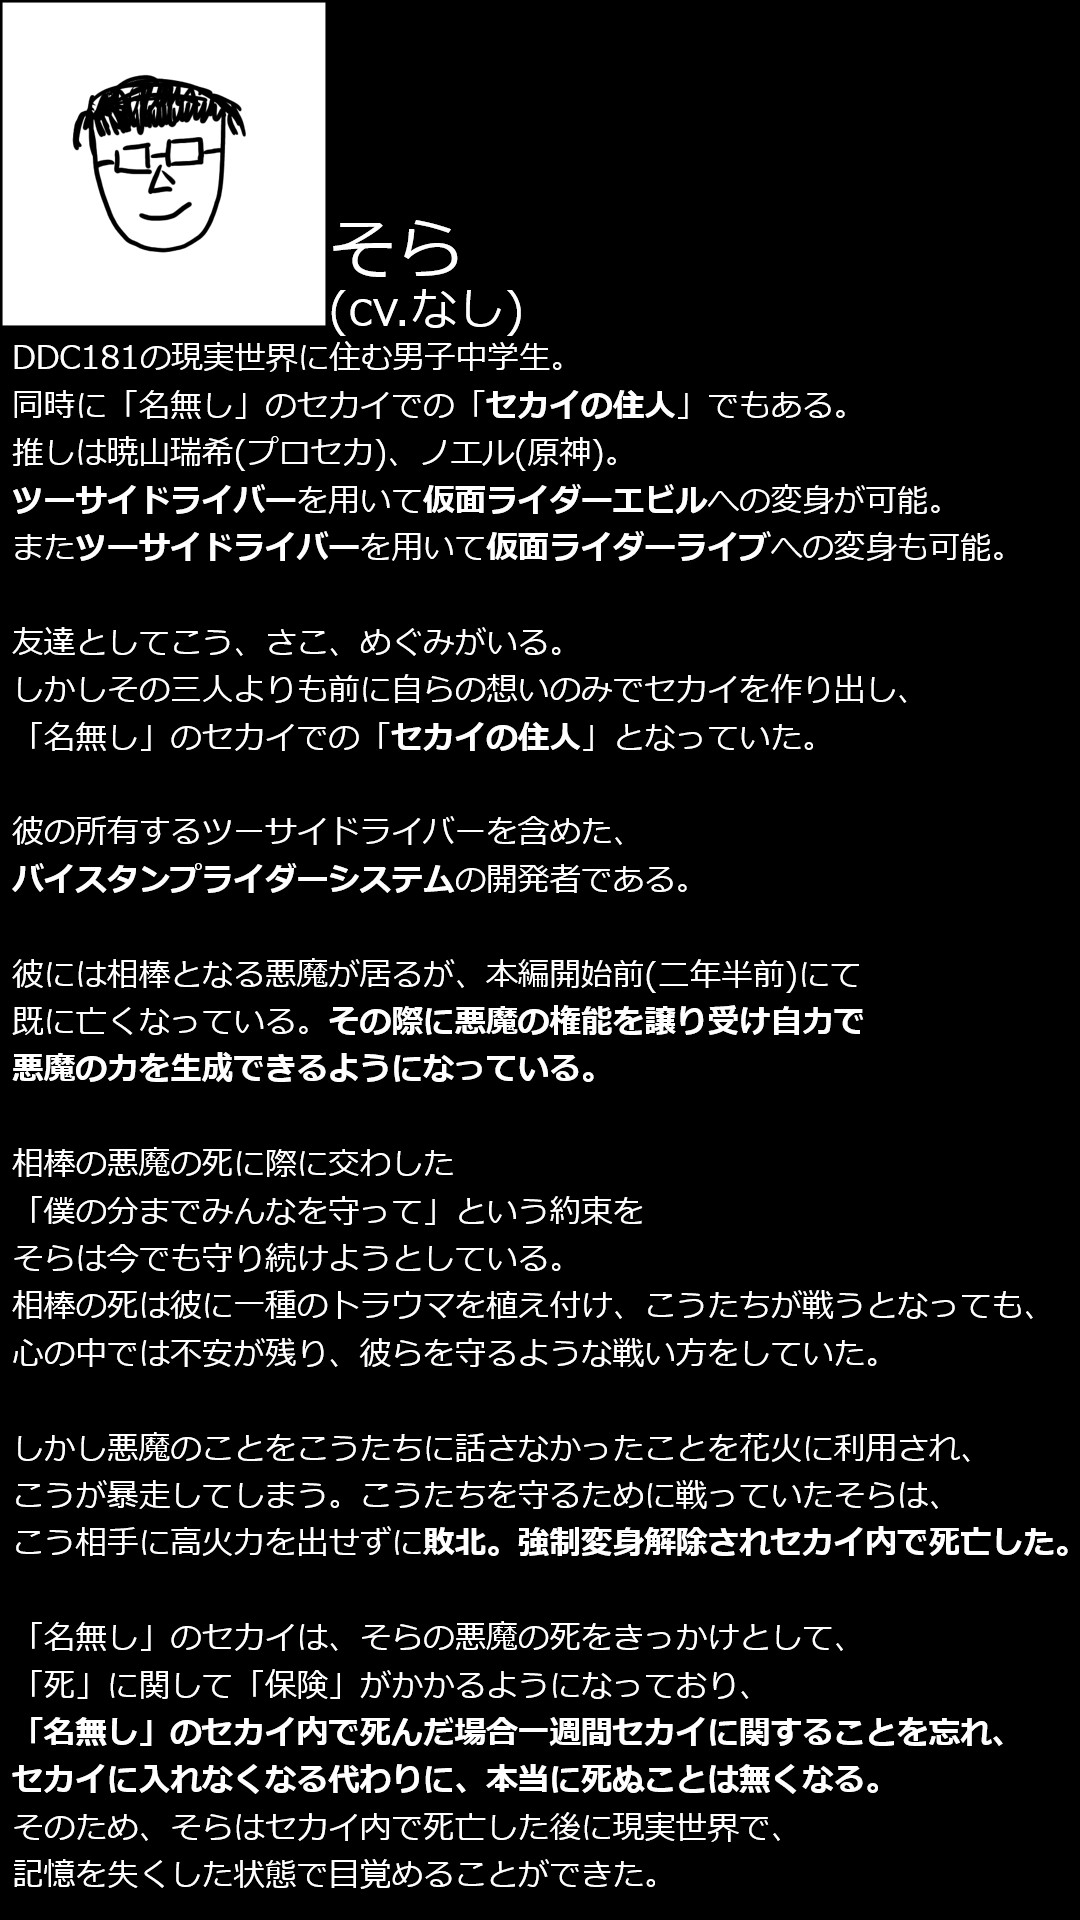 そら
(cv.なし)
DDC181の現実世界に住む男子中学生。
同時に「名無し」のセカイでの「セカイの住人」でもある。
推しは暁山瑞希(プロセカ)、ノエル(原神)。
ツーサイドライバーを用いて仮面ライダーエビルへの変身が可能。
またツーサイドライバーを用いて仮面ライダーライブへの変身も可能。
友達としてこう、さこ、めぐみがいる。
しかしその三人よりも前に自らの想いのみでセカイを作り出し、
「名無し」のセカイでの「セカイの住人」となっていた。
彼の所有するツーサイドライバーを含めた、
バイスタンプライダーシステムの開発者である。
彼には相棒となる悪魔が居るが、本編開始前(二年半前)にて
既に亡くなっている。その際に悪魔の権能を譲り受け自力で
悪魔の力を生成できるようになっている。
相棒の悪魔の死に際に交わした
「僕の分までみんなを守って」という約束を
そらは今でも守り続けようとしている。
相棒の死は彼に一種のトラウマを植え付け、こうたちが戦うとなっても、
心の中では不安が残り、彼らを守るような戦い方をしていた。
しかし悪魔のことをこうたちに話さなかったことを花火に利用され、
こうが暴走してしまう。こうたちを守るために戦っていたそらは、
こう相手に高火力を出せずに敗北。強制変身解除されセカイ内で死亡した。
「名無し」のセカイは、そらの悪魔の死をきっかけとして、
「死」に関して「保険」がかかるようになっており、
「名無し」のセカイ内で死んだ場合一週間セカイに関することを忘れ、
セカイに入れなくなる代わりに、本当に死ぬことは無くなる。
そのため、そらはセカイ内で死亡した後に現実世界で、
記憶を失くした状態で目覚めることができた。